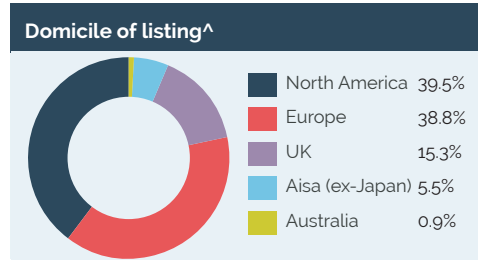 Domicile of listing^
North America 39.5%
Europe 38.8%
UK 15.3%
Aisa (ex-Japan) 5.5%
Australia 0.9%